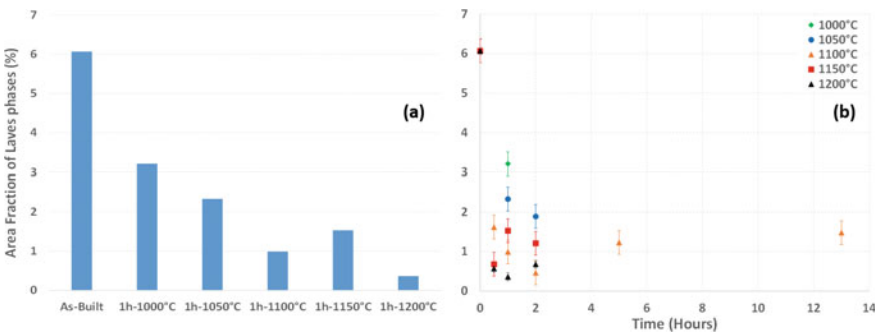 Area Fraction of Laves phases (%)
7
6
5
4
3
2
1
0
(a)
As-Built 1h-1000°C 1h-1050°C 1h-1100°C 1h-1150°C 1h-1200°C
7
6
5
4
3
2
1
0
1000°C
1050°C
1100°C
1150°C
1200°C
(b)
0 2 4 6 8 10 12 14
Time (Hours)